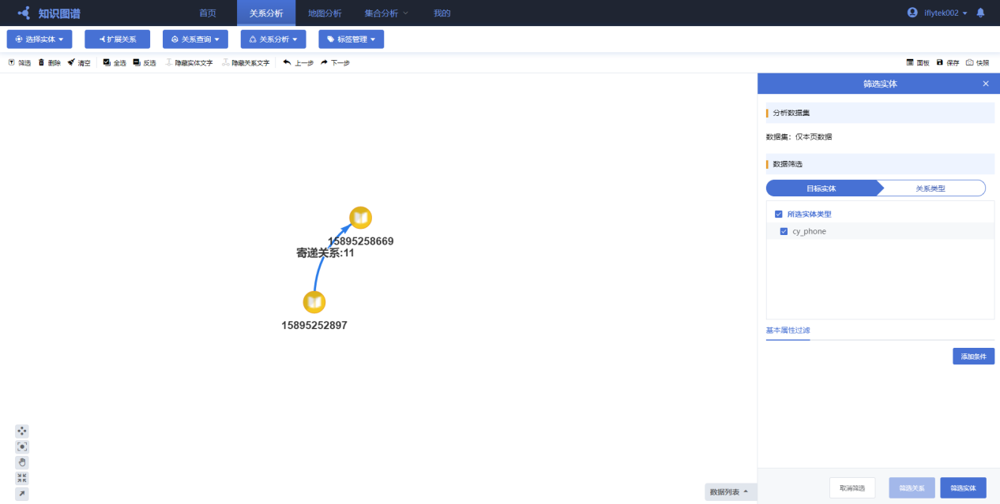 知识图谱 首页 关系分析 地图分析 集合分析 我的 iflytek002
选择实体 扩展关系 关系查询 关系分析 标签管理
筛选 删除 清空 全选 反选 隐藏实体文字 隐藏关系文字 上一步 下一步 面板 保存 快照
筛选实体
分析数据集
数据集: 仅本页数据
数据筛选
目标实体 关系类型
所选实体类型
cy_phone
基本属性过滤
添加条件
15895258669
寄递关系:11
15895252897
数据列表
取消筛选 筛选关系 筛选实体